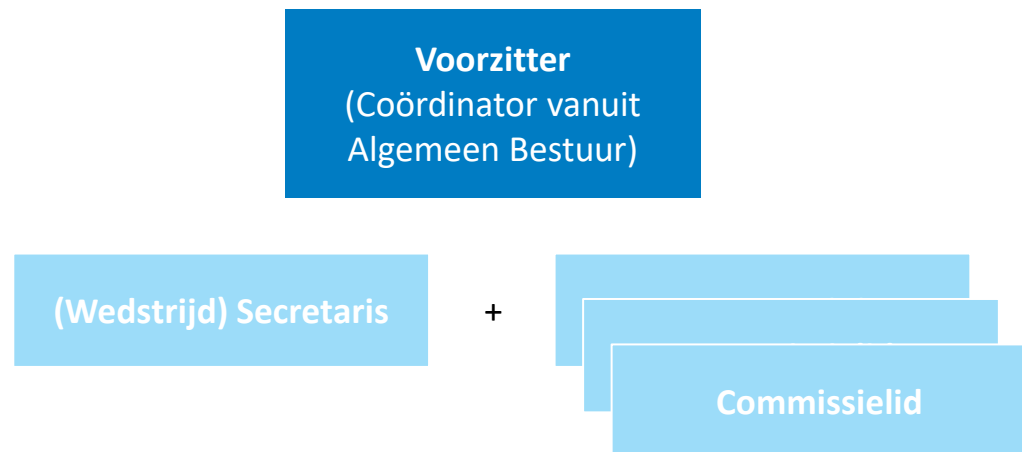 Voorzitter
(Coördinator vanuit
Algemeen Bestuur)
(Wedstrijd) Secretaris
+
Commissielid